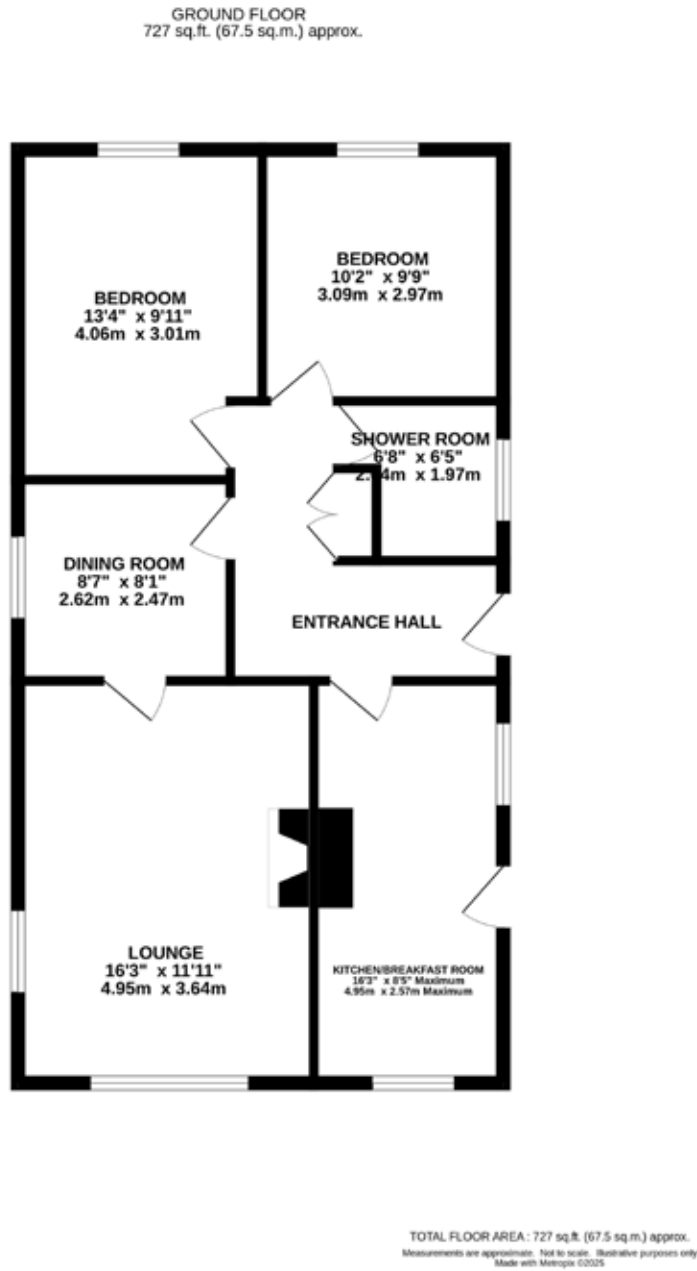 GROUND FLOOR
727 sq.ft. (67.5 sq.m.) approx.
BEDROOM
10'2" x 9'9"
3.09m x 2.97m
BEDROOM
13'4" x 9'11"
4.06m x 3.01m
SHOWER ROOM
6'8" x 6'5"
x 1.97m
DINING ROOM
8'7" x 8'1"
2.62m x 2.47m
ENTRANCE HALL
LOUNGE
16'3" x 11'11"
4.95m x 3.64m
KITCHEN/BREAKFAST ROOM
16'3" x 8'5" Maximum
4.95m x 2.57m Maximum
TOTAL FLOOR AREA : 727 sq.ft. (67.5 sq.m.) approx.
Measurements are approximate. Not to scale. Illustrative purposes only
Made with Metropix ©2025